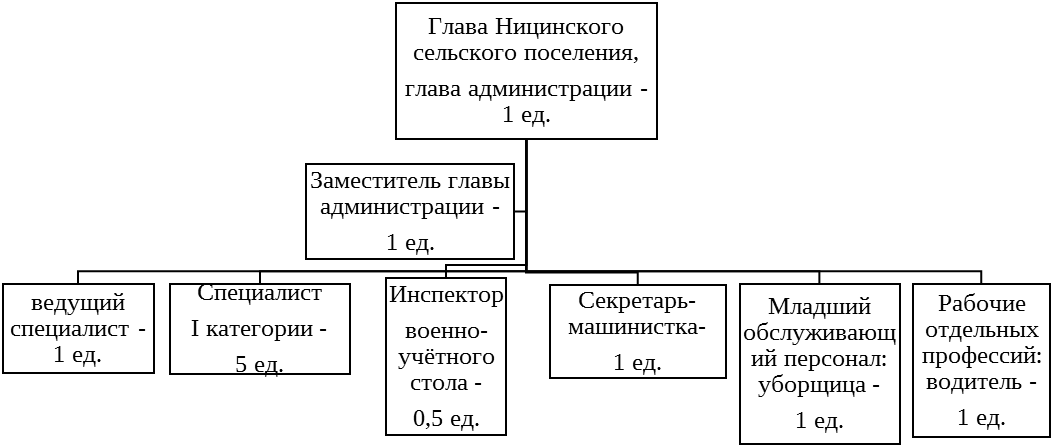 Глава Ницинского
сельского поселения,
глава администрации -
1 ед.
Заместитель главы
администрации -
1 ед.
ведущий
специалист -
1 ед.
Специалист
I категории -
5 ед.
Инспектор
военно-
учётного
стола -
0,5 ед.
Секретарь-
машинистка-
1 ед.
Младший
обслуживающ
ий персонал:
уборщица -
1 ед.
Рабочие
отдельных
профессий:
водитель -
1 ед.